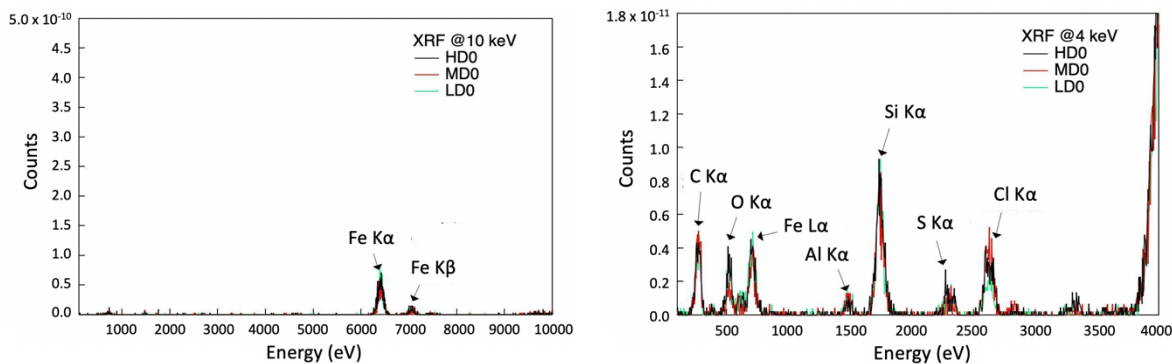 5.0 x 10⁻¹⁰
4.5
4.0
3.5
3.0
2.5
2.0
1.5
1.0
0.5
0.0
Counts
XRF @10 keV
HD0
MD0
LD0
Fe Kα
Fe Kβ
1000 2000 3000 4000 5000 6000 7000 8000 9000 10000
Energy (eV)
1.8 x 10⁻¹¹
1.6
1.4
1.2
1.0
0.8
0.6
0.4
0.2
0
Counts
XRF @4 keV
HD0
MD0
LD0
Si Kα
C Kα
O Kα
Fe Lα
Al Kα
S Kα
Cl Kα
500 1000 1500 2000 2500 3000 3500 4000
Energy (eV)